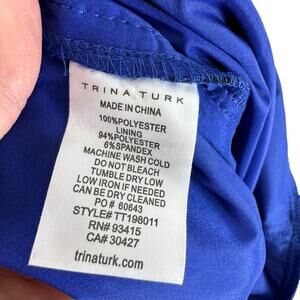 TRINA TURK
MADE IN CHINA
100%POLYESTER
LINING
94%POLYESTER
6%SPANDEX
MACHINE WASH COLD
DO NOT BLEACH
TUMBLE DRY LOW
LOW IRON IF NEEDED
CAN BE DRY CLEANED
PO# 60643
STYLE# TT198011
RN# 93415
CA# 30427
trinaturk.com